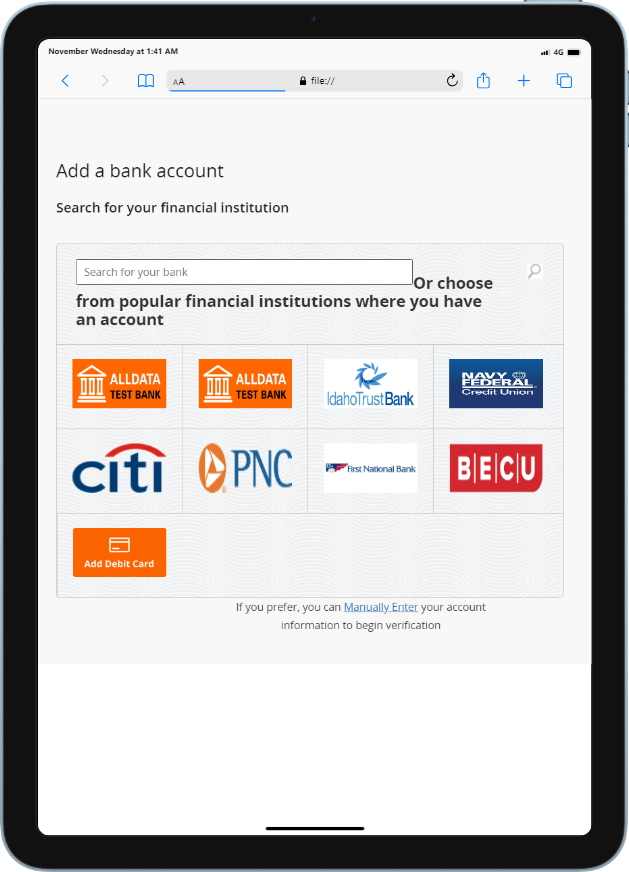 November Wednesday at 1:41 AM
4G
AA
file://
Add a bank account
Search for your financial institution
Search for your bank
Or choose
from popular financial institutions where you have
an account
ALLDATA
TEST BANK
ALLDATA
TEST BANK
IdahoTrustBank
NAVY
FEDERAL
Credit Union
citi
PNC
First National Bank
BECU
Add Debit Card
If you prefer, you can Manually Enter your account
information to begin verification